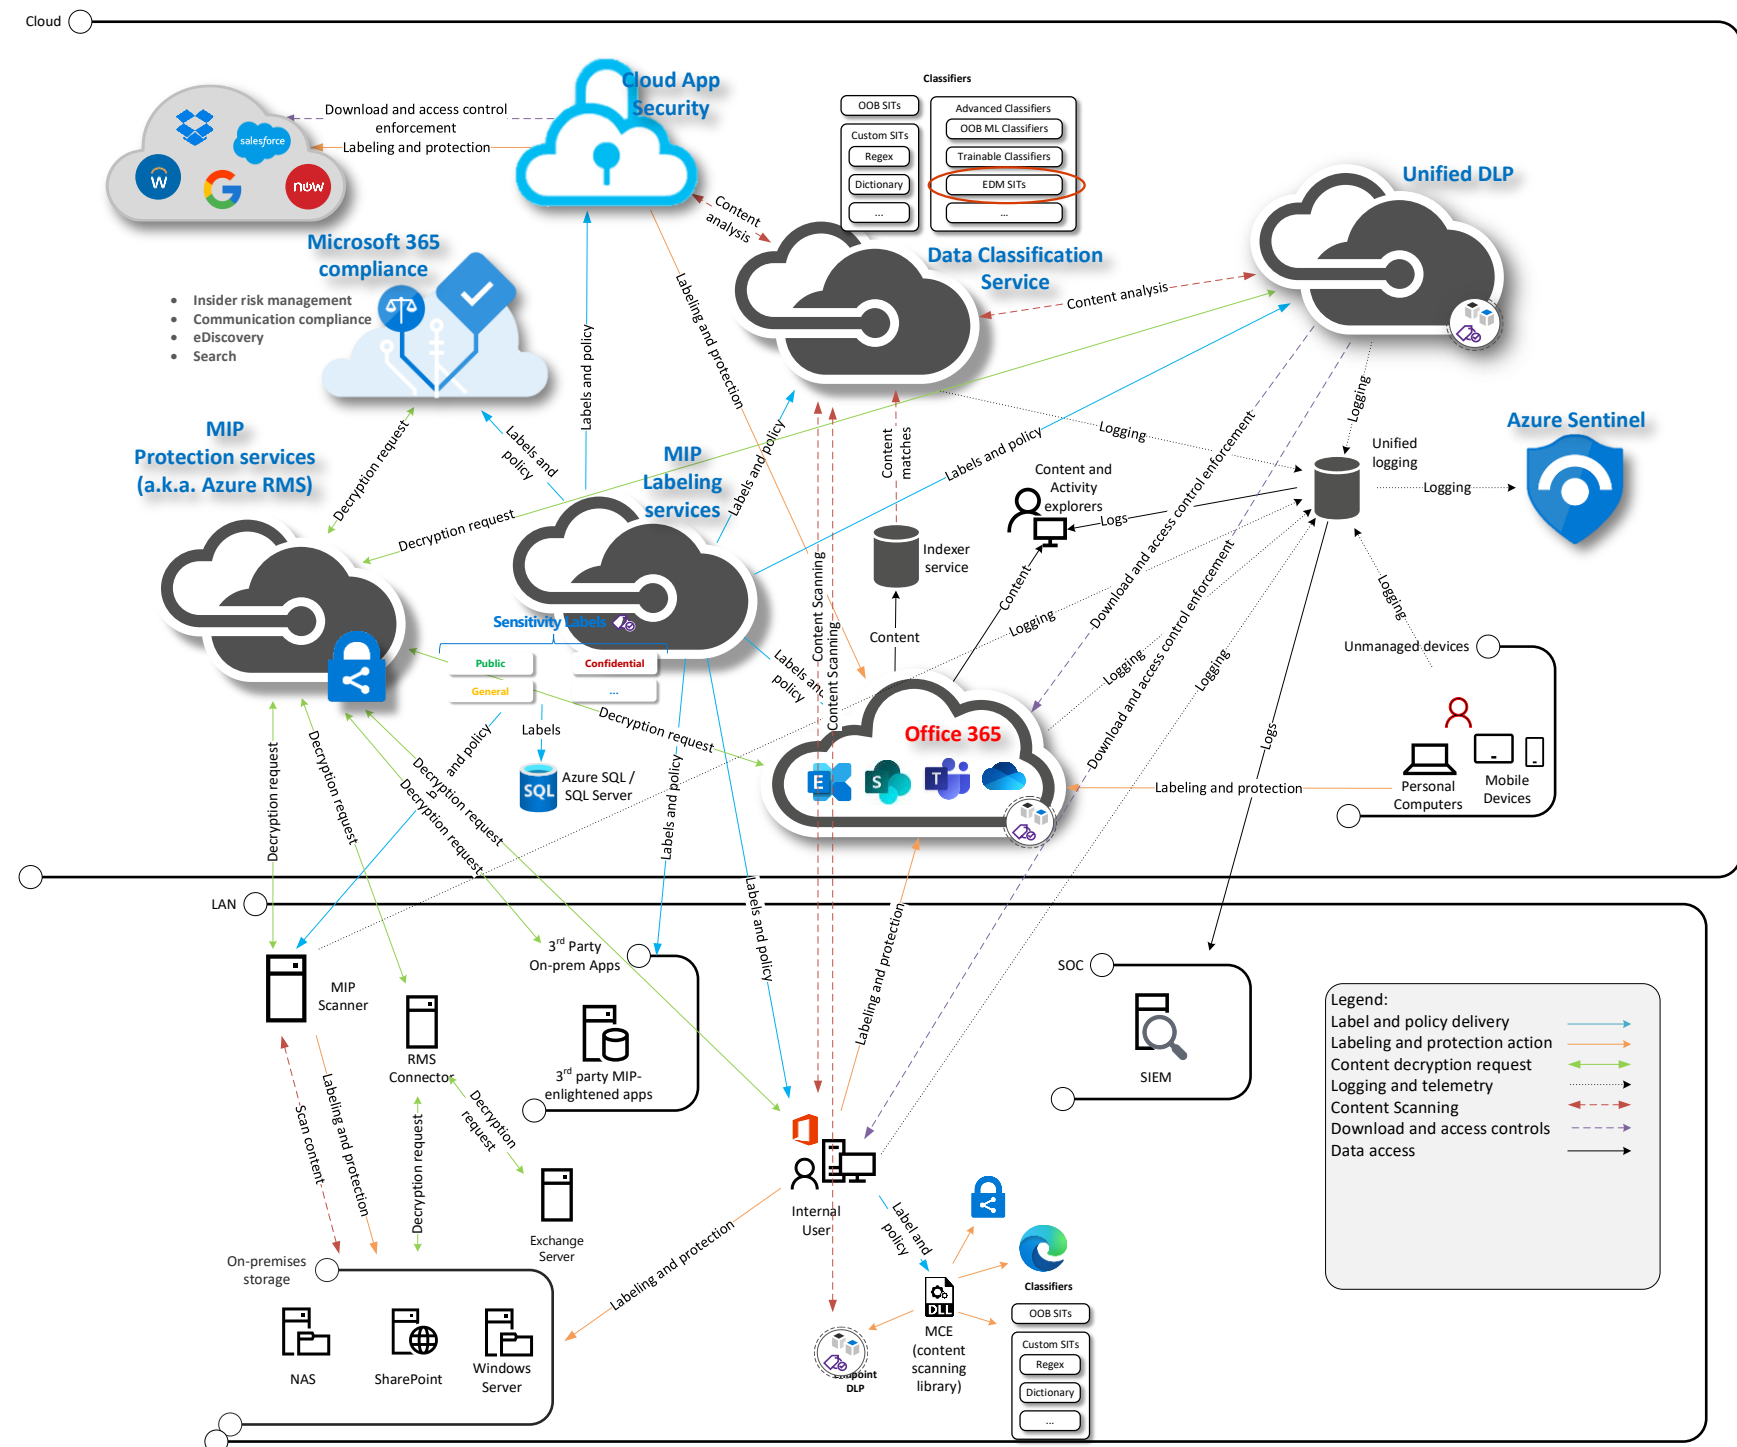 Cloud
Cloud App
Security
Download and access control
enforcement
Labeling and protection
salesforce
w
now
Classifiers
OOB SITs
Custom SITs
Regex
Dictionary
...
Advanced Classifiers
OOB ML Classifiers
Trainable Classifiers
EDM SITs
...
Unified DLP
Content
analysis
Microsoft 365
compliance
Insider risk management
Communication compliance
eDiscovery
Search
Data Classification
Service
Content analysis
Labeling and protection
Labels and policy
Labels and
policy
Decryption request
MIP
Protection services
(a.k.a. Azure RMS)
MIP
Labeling
services
Labels and policy
Labels and policy
Decryption request
Content
matches
Logging
Logging
Unified
logging
Logging
Azure Sentinel
Content and
Activity
explorers
Logs
Indexer
service
Content
Content
Content Scanning
Content Scanning
Download and access control enforcement
Download and access control enforcement
Logging
Logging
Logging
Logging
Unmanaged devices
Personal
Computers
Mobile
Devices
Labeling and protection
Logs
Sensitivity Labels
Public
Confidential
General
...
Labels and
policy
Decryption request
Labels
Azure SQL /
SQL Server
SQL
and policy
Labels and policy
Decryption request
Decryption request
Decryption request
Decryption request
Office 365
E
S
T
LAN
MIP
Scanner
RMS
Connector
3rd Party
On-prem Apps
3rd party MIP-
enlightened apps
Labels and policy
Labeling and protection
SOC
SIEM
Legend:
Label and policy delivery
Labeling and protection action
Content decryption request
Logging and telemetry
Content Scanning
Download and access controls
Data access
Scan content
Labeling and protection
Decryption request
Decryption
request
Exchange
Server
On-premises
storage
NAS
SharePoint
Windows
Server
Labeling and protection
Internal
User
Label and
policy
DLL
MCE
(content
scanning
library)
Endpoint
DLP
Classifiers
OOB SITs
Custom SITs
Regex
Dictionary
...